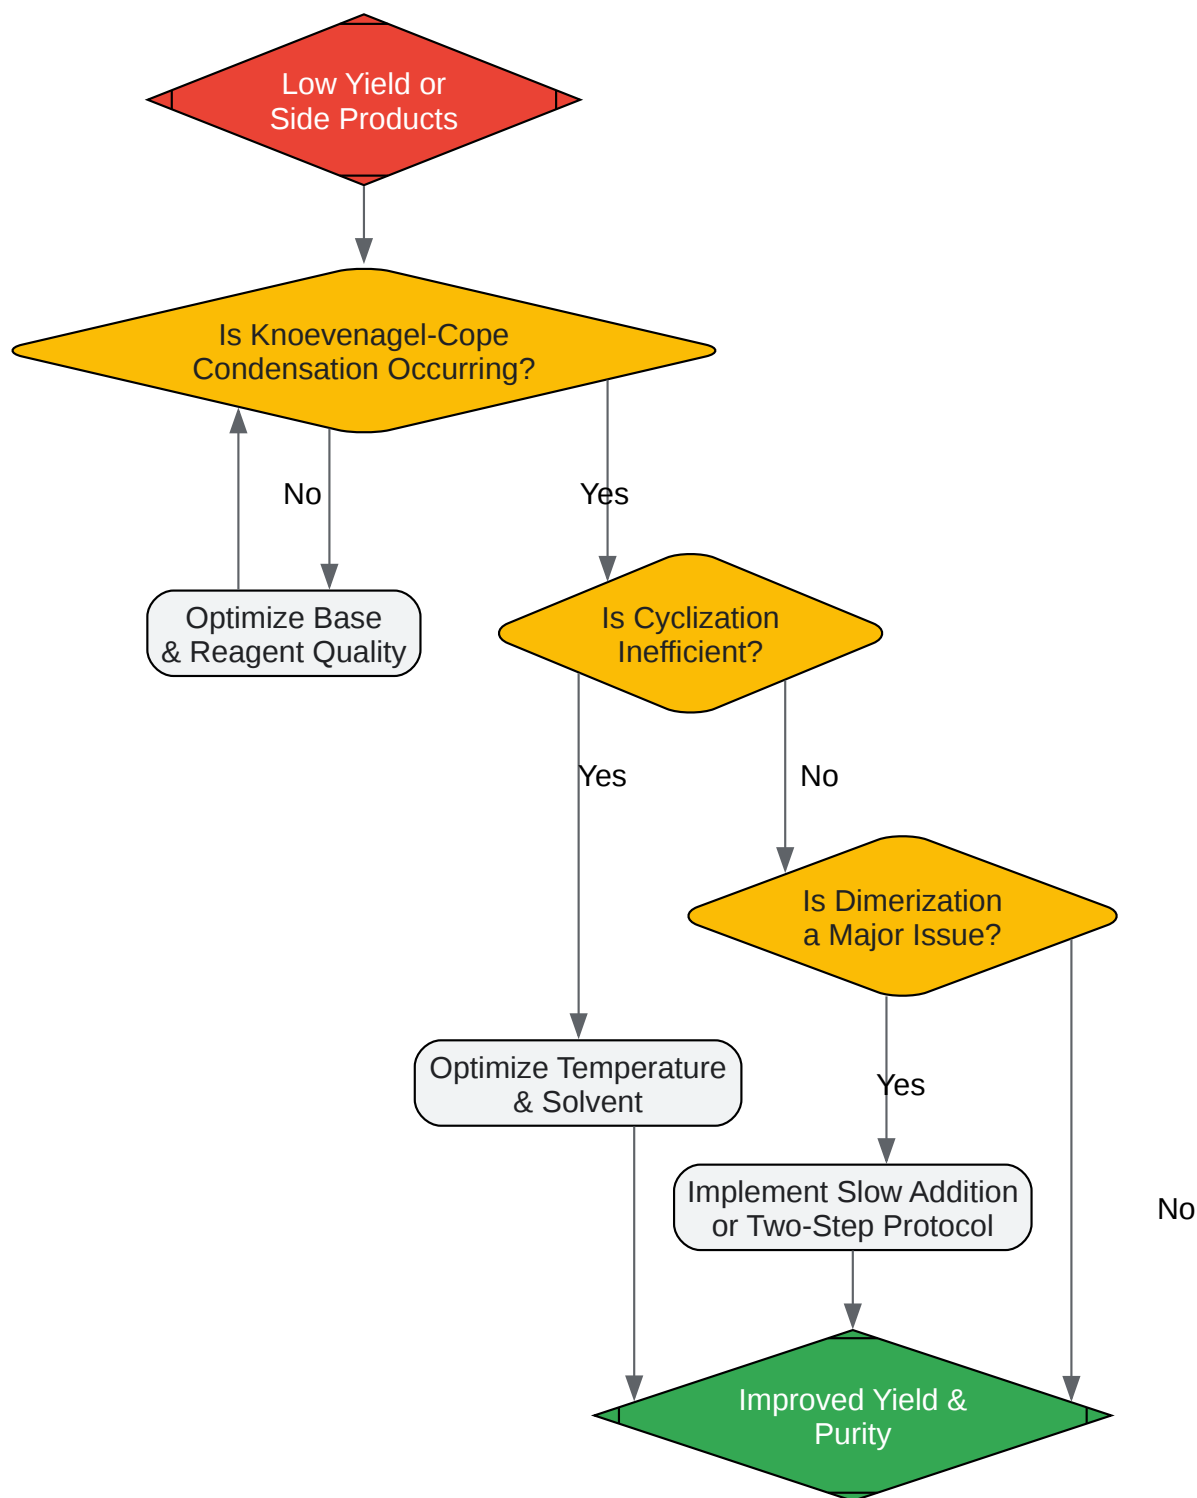 Low Yield or
Side Products
Is Knoevenagel-Cope
Condensation Occurring?
No
Yes
Optimize Base
& Reagent Quality
Is Cyclization
Inefficient?
Yes
No
Is Dimerization
a Major Issue?
Optimize Temperature
& Solvent
Yes
Implement Slow Addition
or Two-Step Protocol
No
Improved Yield &
Purity